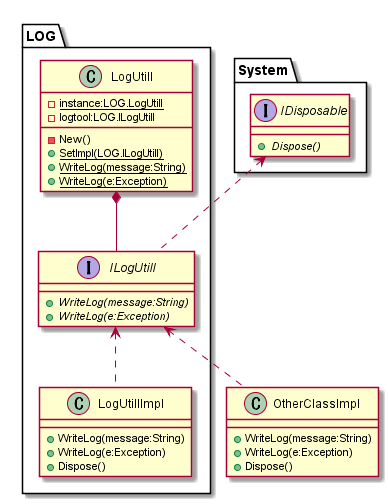 LOG
C LogUtill
instance:LOG.LogUtill
logtool:LOG.ILogUtill
New()
SetImpl(LOG.ILogUtill)
WriteLog(message:String)
WriteLog(e:Exception)
System
I IDisposable
Dispose()
I ILogUtill
WriteLog(message:String)
WriteLog(e:Exception)
C LogUtillImpl
WriteLog(message:String)
WriteLog(e:Exception)
Dispose()
C OtherClassImpl
WriteLog(message:String)
WriteLog(e:Exception)
Dispose()